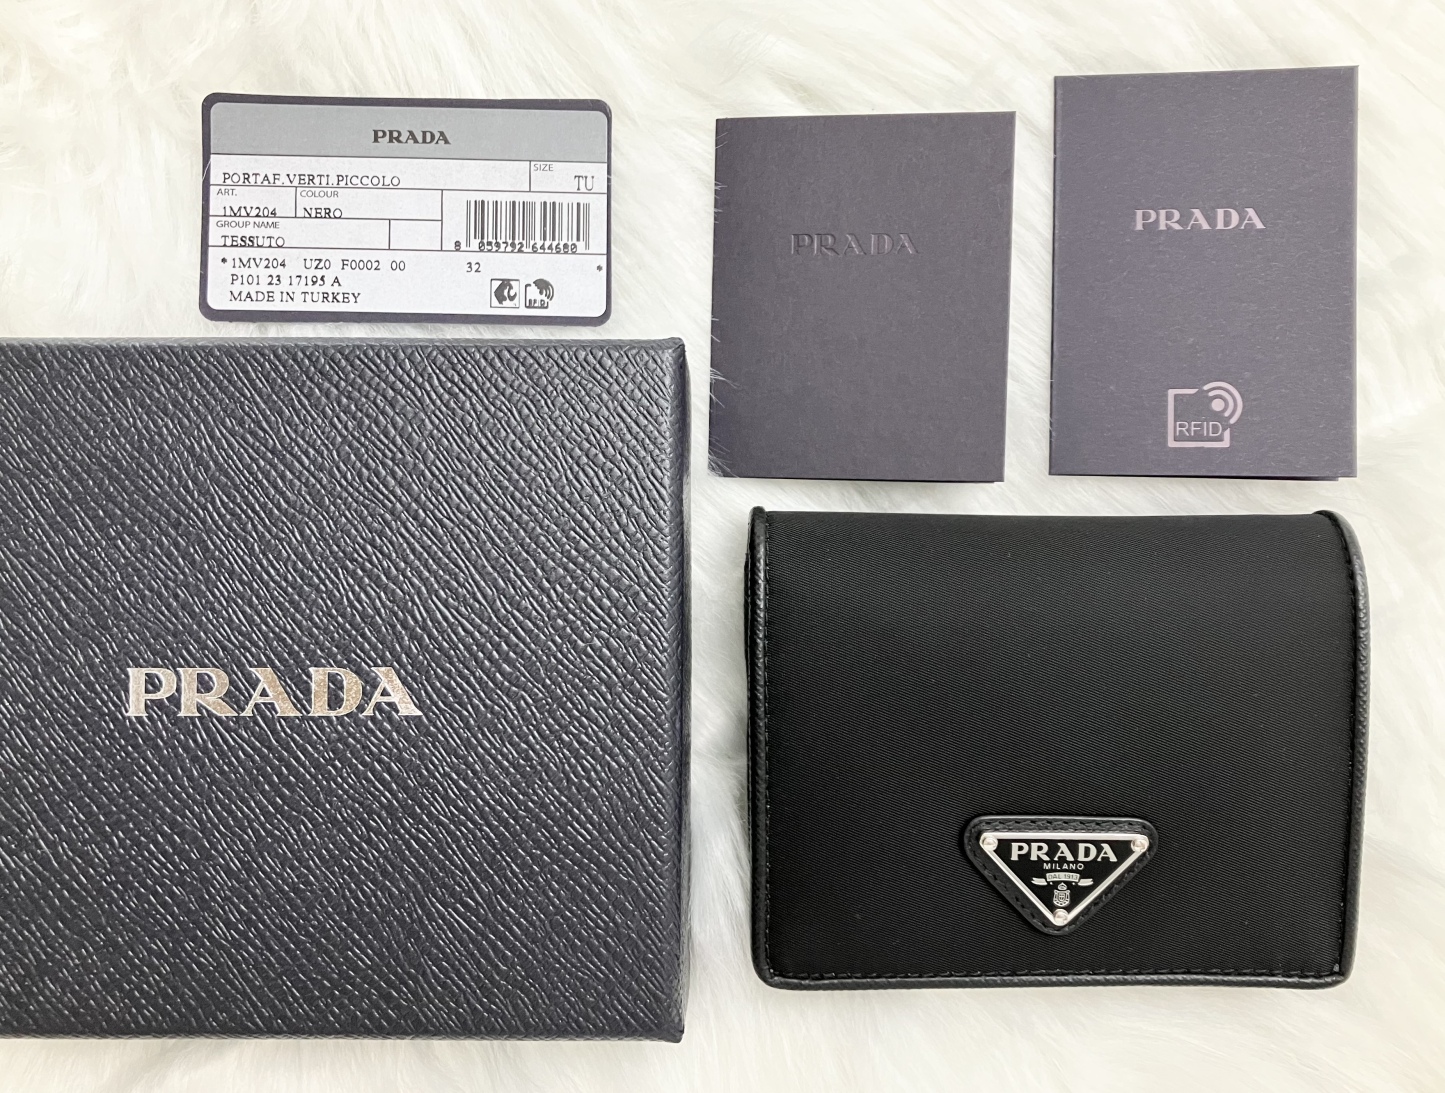 PRADA
PORTAF.VERTI.PICCOLO
SIZE
TU
ART.
1MV204
COLOUR
NERO
GROUP NAME
TESSUTO
8 059792 644680
*1MV204 UZ0 F0002 00 32 *
P101 23 17195 A
MADE IN TURKEY
RFID
PRADA
PRADA
RFID
PRADA
PRADA
MILANO
DAL 1913